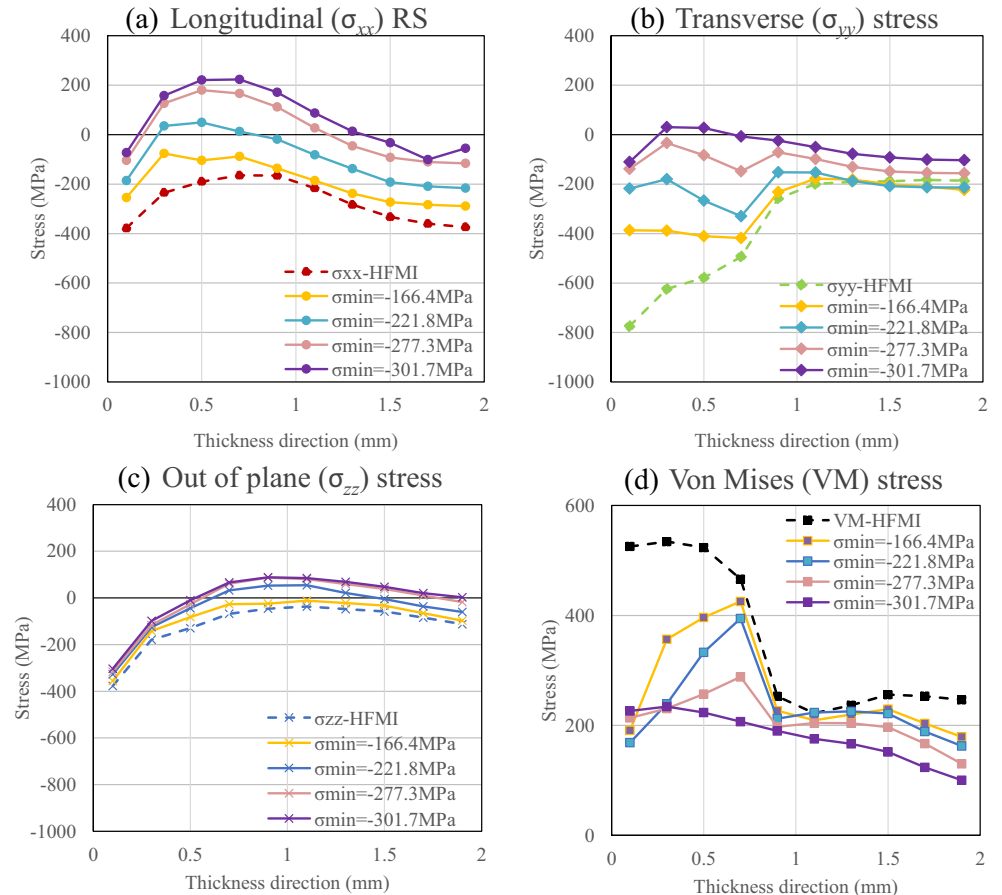 (a) Longitudinal (σxx) RS
400
200
0
-200
-400
-600
-800
-1000
Stress (MPa)
σxx-HFMI
σmin=-166.4MPa
σmin=-221.8MPa
σmin=-277.3MPa
σmin=-301.7MPa
0
0.5
1
1.5
2
Thickness direction (mm)
(b) Transverse (σyy) stress
400
200
0
-200
-400
-600
-800
-1000
Stress (MPa)
σyy-HFMI
σmin=-166.4MPa
σmin=-221.8MPa
σmin=-277.3MPa
σmin=-301.7MPa
0
0.5
1
1.5
2
Thickness direction (mm)
(c) Out of plane (σzz) stress
400
200
0
-200
-400
-600
-800
-1000
Stress (MPa)
σzz-HFMI
σmin=-166.4MPa
σmin=-221.8MPa
σmin=-277.3MPa
σmin=-301.7MPa
0
0.5
1
1.5
2
Thickness direction (mm)
(d) Von Mises (VM) stress
600
400
200
0
Stress (MPa)
VM-HFMI
σmin=-166.4MPa
σmin=-221.8MPa
σmin=-277.3MPa
σmin=-301.7MPa
0
0.5
1
1.5
2
Thickness direction (mm)